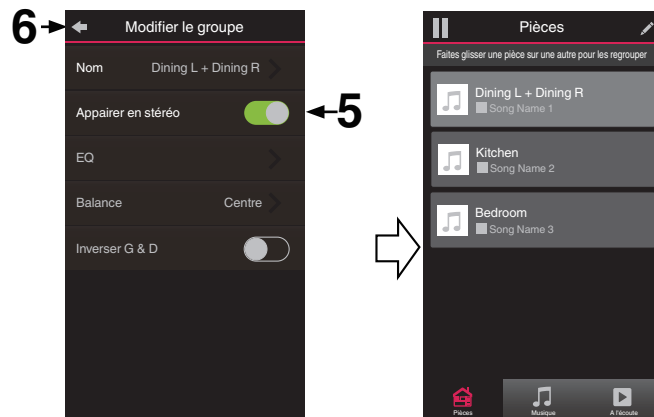 6
Modifier le groupe
Nom Dining L + Dining R
Appairer en stéréo
5
EQ
Balance Centre
Inverser G & D
Pièces
Faites glisser une pièce sur une autre pour les regrouper
Dining L + Dining R
Song Name 1
Kitchen
Song Name 2
Bedroom
Song Name 3
Pièces Musique A l'écoute